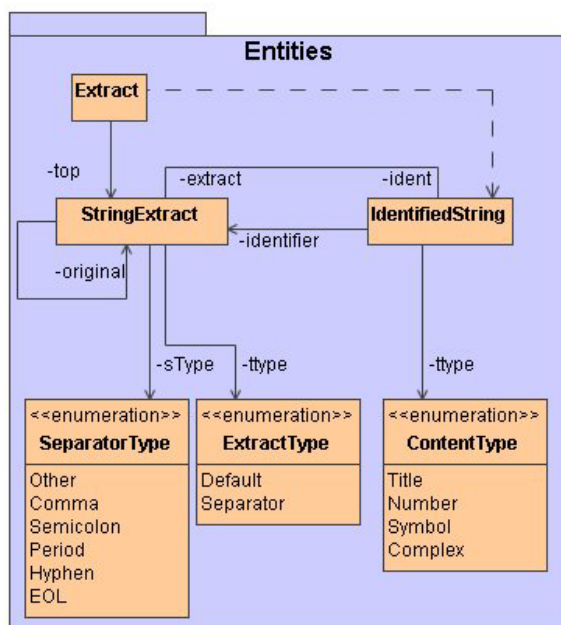 Entities
Extract
-top
-extract
-ident
StringExtract
IdentifiedString
-identifier
-original
-sType
-ttype
-ttype
<<enumeration>>
SeparatorType
Other
Comma
Semicolon
Period
Hyphen
EOL
<<enumeration>>
ExtractType
Default
Separator
<<enumeration>>
ContentType
Title
Number
Symbol
Complex